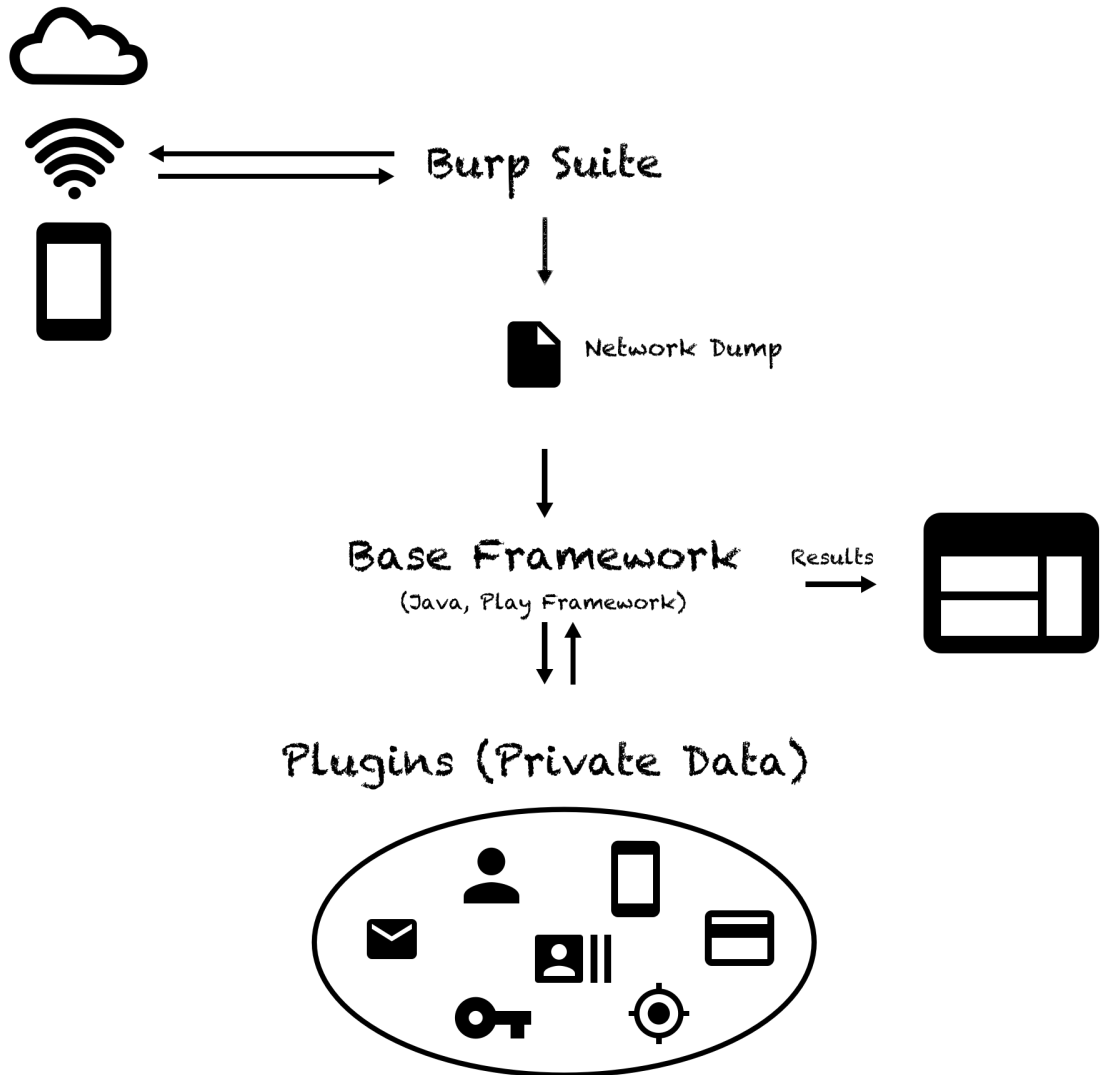 Burp Suite
Network Dump
Base Framework
Results
(Java, Play Framework)
Plugins (Private Data)